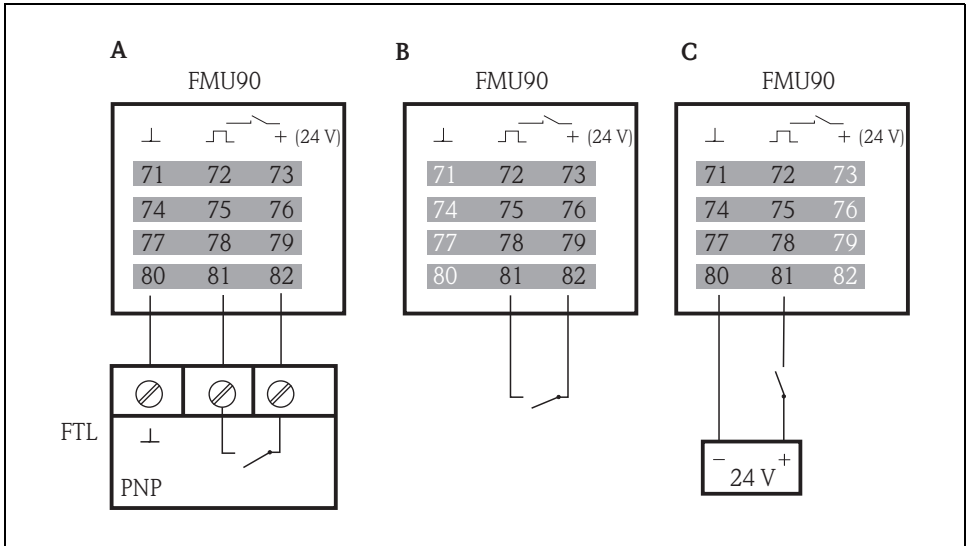 A
FMU90
+ (24 V)
71 72 73
74 75 76
77 78 79
80 81 82
FTL
PNP
B
FMU90
+ (24 V)
71 72 73
74 75 76
77 78 79
80 81 82
C
FMU90
+ (24 V)
71 72 73
74 75 76
77 78 79
80 81 82
- +
24 V